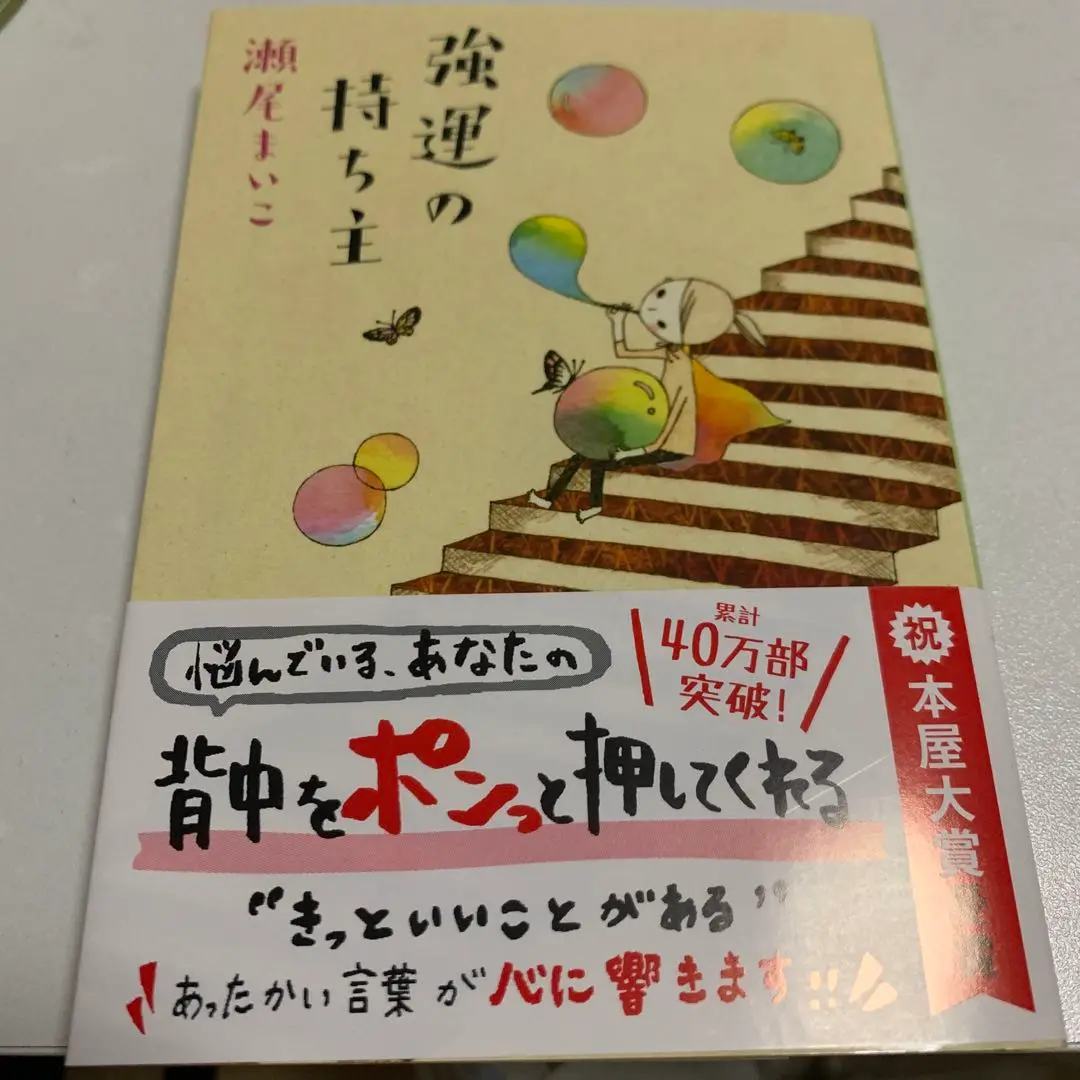 強運の
持ち主
瀬尾まいこ
悩んでいる、あなたの
累計
40万部
突破!
背中をポンっと押してくれる
"きっといいことがある"
あったかい言葉が心に響きます!!
祝
本屋大賞